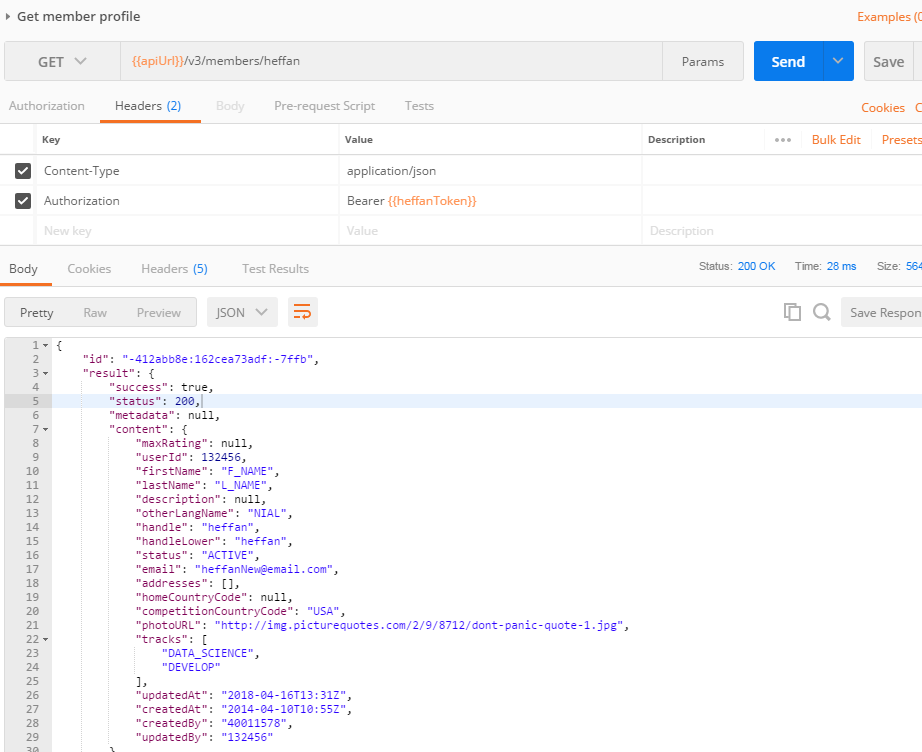 Get member profile Examples (0
GET {{apiUrl}}/v3/members/heffan Params Send Save
Authorization Headers (2) Body Pre-request Script Tests Cookies C
Key Value Description ••• Bulk Edit Presets
Content-Type application/json
Authorization Bearer {{heffanToken}}
New key Value Description
Body Cookies Headers (5) Test Results Status: 200 OK Time: 28 ms Size: 564
Pretty Raw Preview JSON Save Respon
1 {
2 "id": "-412abb8e:162cea73adf:-7ffb",
3 "result": {
4 "success": true,
5 "status": 200,
6 "metadata": null,
7 "content": {
8 "maxRating": null,
9 "userId": 132456,
10 "firstName": "F_NAME",
11 "lastName": "L_NAME",
12 "description": null,
13 "otherLangName": "NIAL",
14 "handle": "heffan",
15 "handleLower": "heffan",
16 "status": "ACTIVE",
17 "email": "heffanNew@email.com",
18 "addresses": [],
19 "homeCountryCode": null,
20 "competitionCountryCode": "USA",
21 "photoURL": "http://img.picturequotes.com/2/9/8712/dont-panic-quote-1.jpg",
22 "tracks": [
23 "DATA_SCIENCE",
24 "DEVELOP"
25 ],
26 "updatedAt": "2018-04-16T13:31Z",
27 "createdAt": "2014-04-10T10:55Z",
28 "createdBy": "40011578",
29 "updatedBy": "132456"
30 }